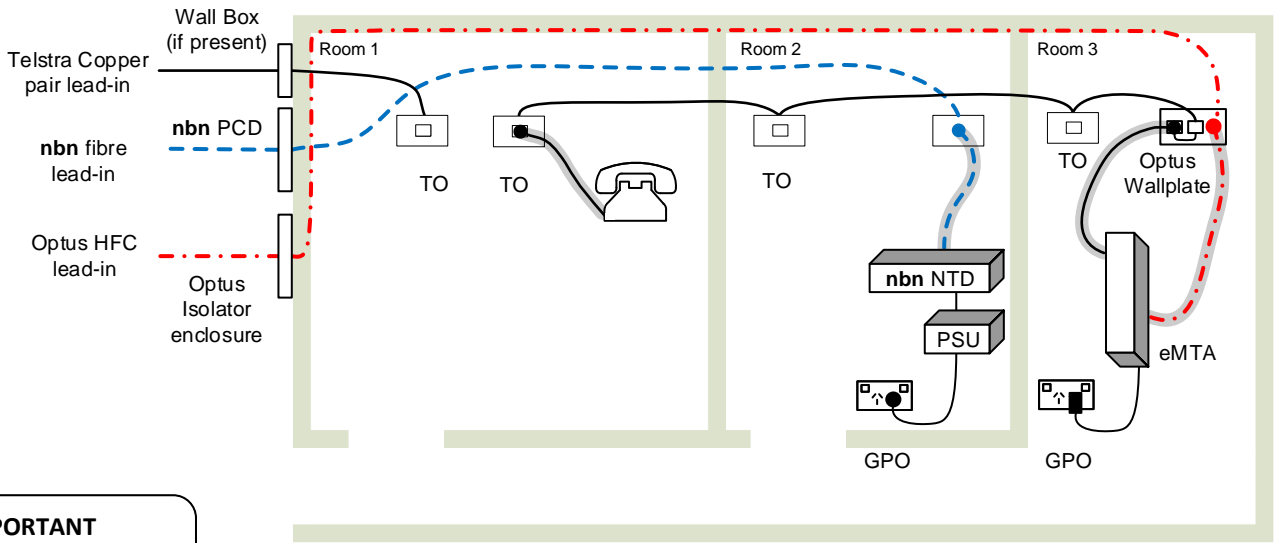 Wall Box
(if present)
Telstra Copper
pair lead-in
nbn PCD
nbn fibre
lead-in
Optus HFC
lead-in
Optus
Isolator
enclosure
Room 1
TO
TO
Room 2
TO
nbn NTD
PSU
GPO
Room 3
TO
Optus
Wallplate
eMTA
GPO
PORTANT